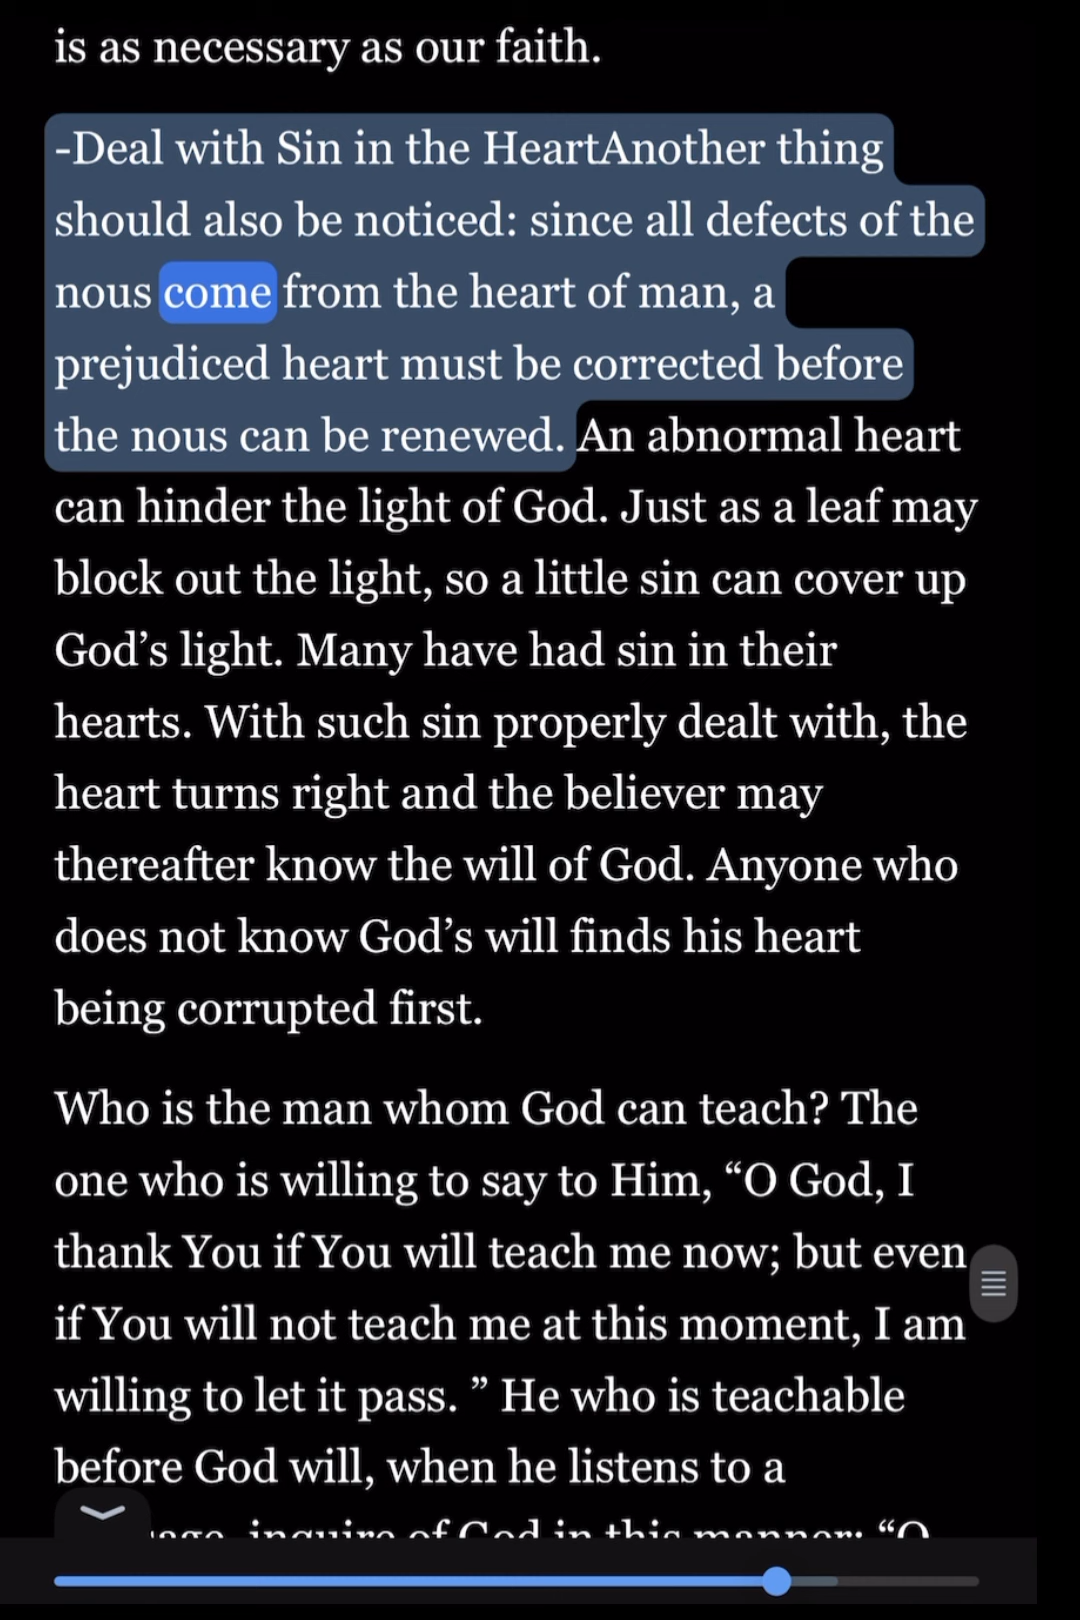 is as necessary as our faith.
-Deal with Sin in the HeartAnother thing
should also be noticed: since all defects of the
nous come from the heart of man, a
prejudiced heart must be corrected before
the nous can be renewed. An abnormal heart
can hinder the light of God. Just as a leaf may
block out the light, so a little sin can cover up
God’s light. Many have had sin in their
hearts. With such sin properly dealt with, the
heart turns right and the believer may
thereafter know the will of God. Anyone who
does not know God’s will finds his heart
being corrupted first.
Who is the man whom God can teach? The
one who is willing to say to Him, “O God, I
thank You if You will teach me now; but even
if You will not teach me at this moment, I am
willing to let it pass. ” He who is teachable
before God will, when he listens to a
inquire of God in this manner: “O